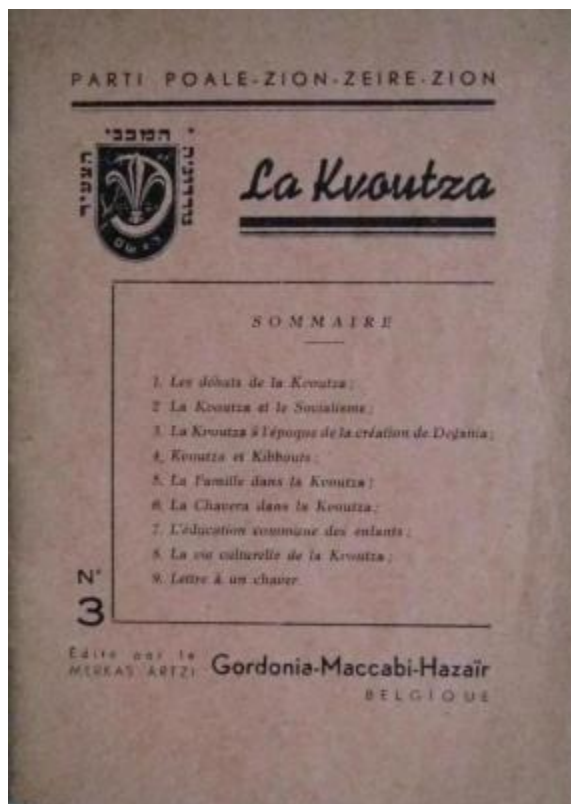 PARTI POALE-ZION-ZEIRE-ZION
המכבי
הצעיר
גורדוניה
La Kvoutza
SOMMAIRE
1. Les débuts de la Kvoutza;
2 La Kvoutza et le Socialisme;
3. La Kvoutza à l'époque de la création de Degania;
4. Kvoutza et Kibbouts;
5. La Famille dans la Kvoutza;
6. La Chavera dans la Kvoutza;
7. L'éducation commune des enfants;
8. La vie culturelle de la Kvoutza;
9. Lettre à un chaver
N°
3
Édité par le
MERKAS ARTZI
Gordonia-Maccabi-Hazaïr
BELGIQUE